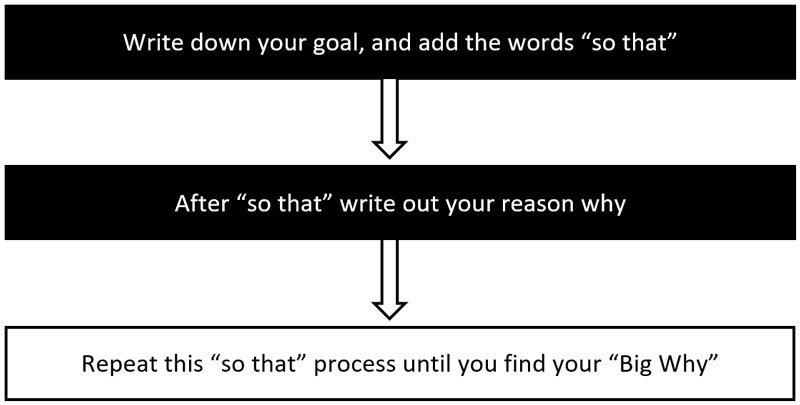 Write down your goal, and add the words “so that”
After “so that” write out your reason why
Repeat this “so that” process until you find your “Big Why”